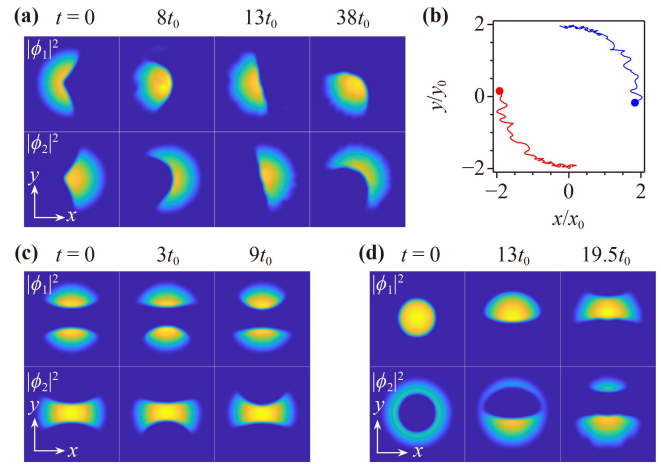 (a) t = 0 8t₀ 13t₀ 38t₀
|ϕ₁|²
|ϕ₂|²
y
x
(b)
2
0
−2
y/y₀
−2 0 2
x/x₀
(c) t = 0 3t₀ 9t₀
|ϕ₁|²
|ϕ₂|²
y
x
(d) t = 0 13t₀ 19.5t₀
|ϕ₁|²
|ϕ₂|²
y
x